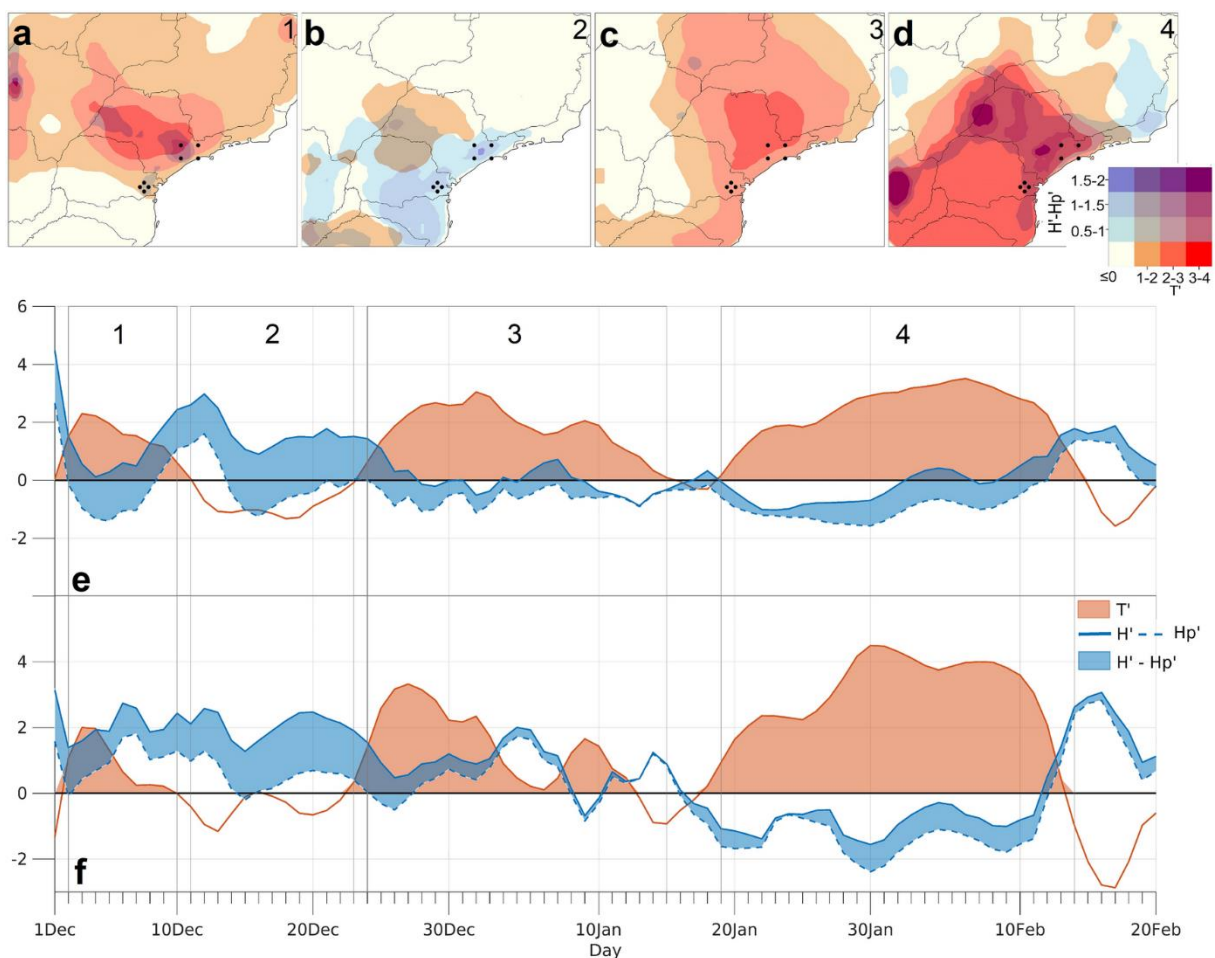 a 1
b 2
c 3
d 4
H'-Hp'
1.5-2
1-1.5
0.5-1
≤0 1-2 2-3 3-4
T'
6
4
2
0
-2
1 2 3 4
e
4
2
0
-2
T'
H' Hp'
H' - Hp'
f
1Dec 10Dec 20Dec 30Dec 10Jan 20Jan 30Jan 10Feb 20Feb
Day